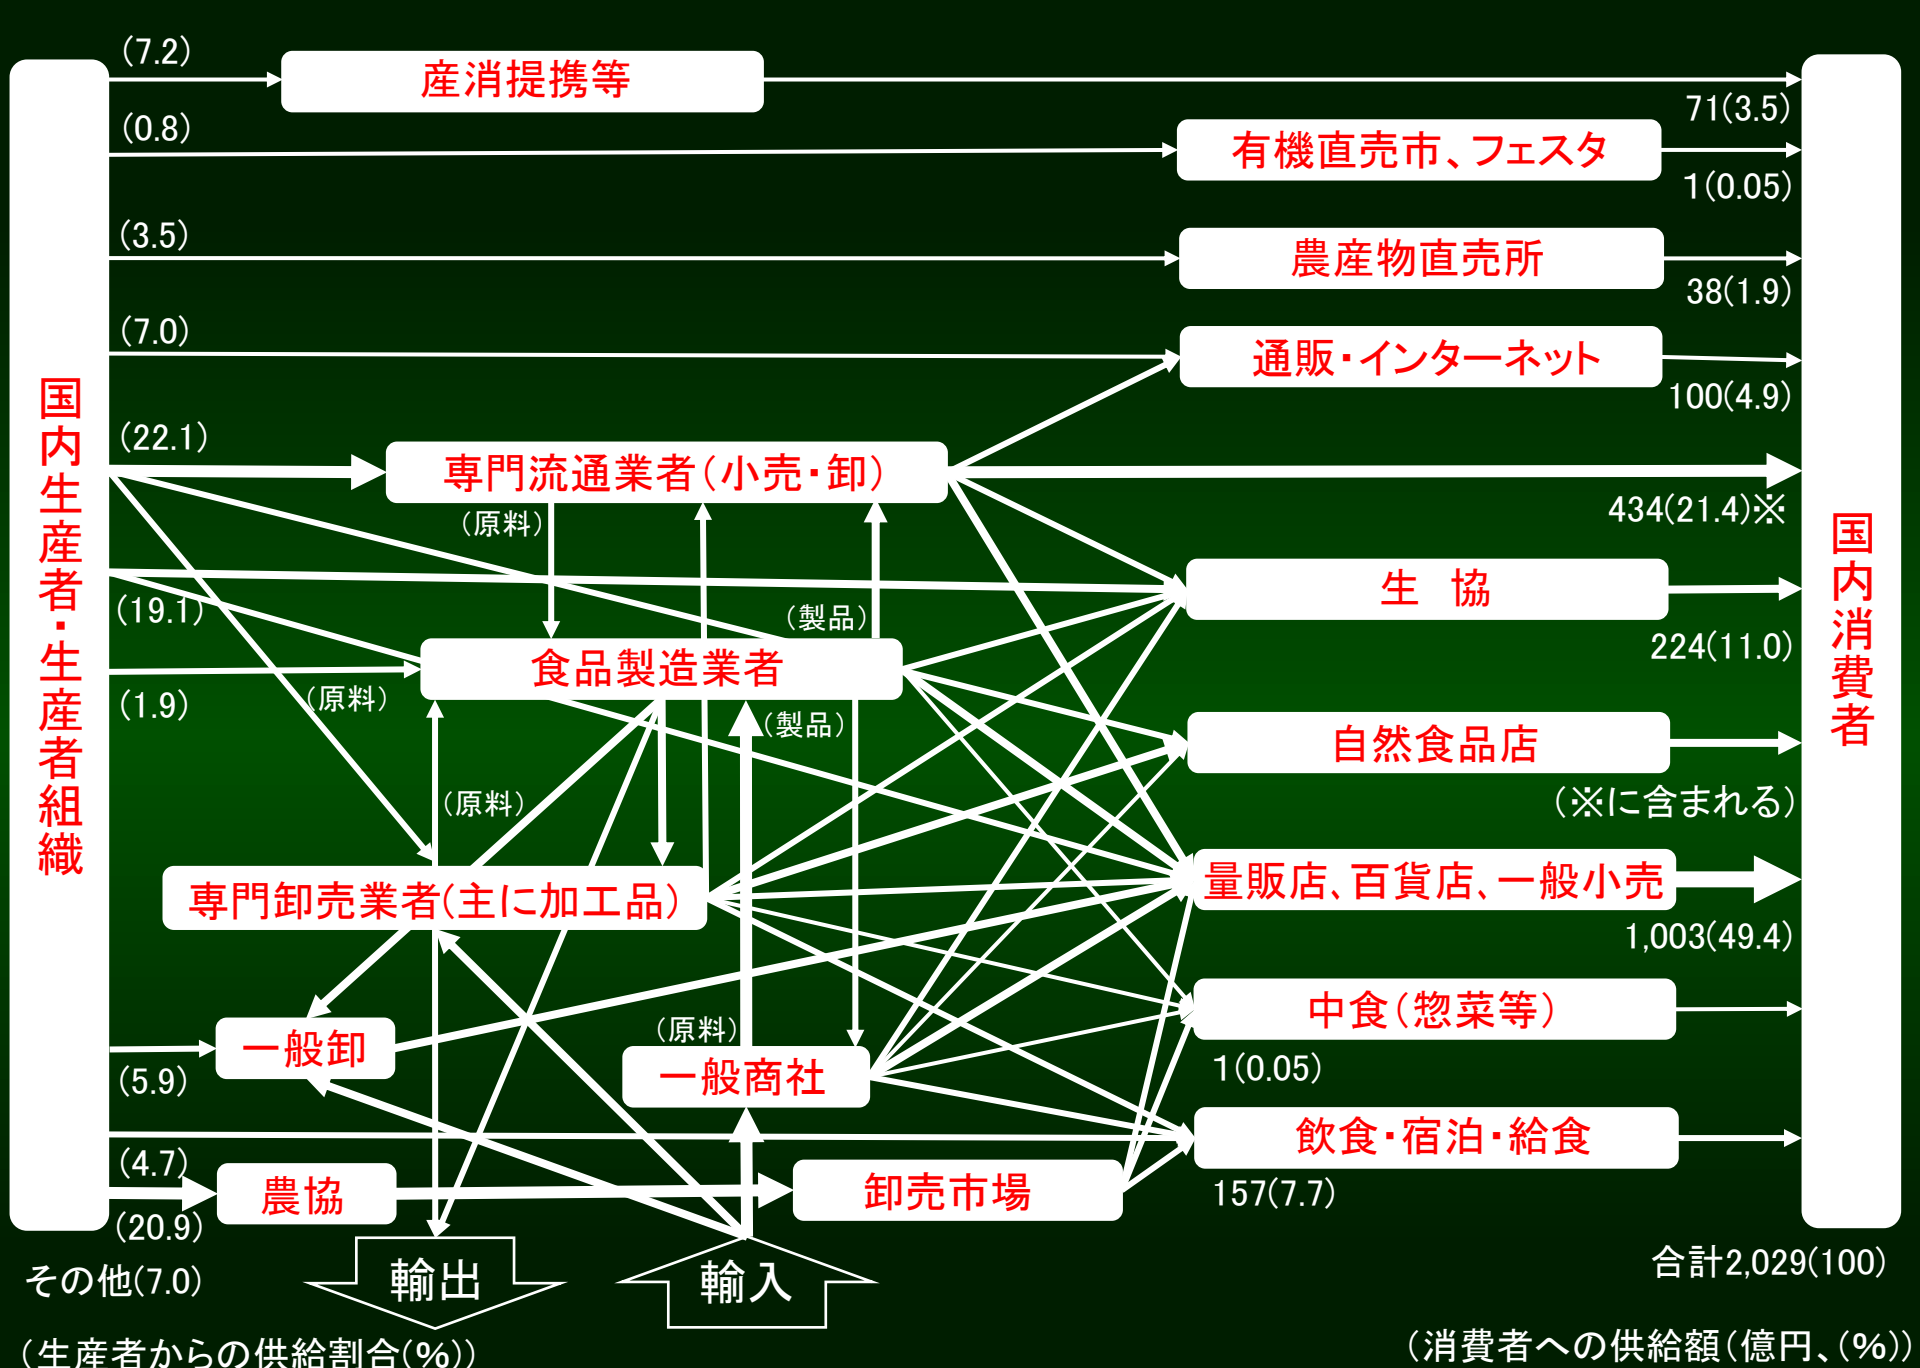 (7.2)
産消提携等
71(3.5)
(0.8)
有機直売市、フェスタ
1(0.05)
(3.5)
農産物直売所
38(1.9)
(7.0)
通販・インターネット
100(4.9)
国内生産者・生産者組織
(22.1)
専門流通業者(小売・卸)
434(21.4)※
国内消費者
(原料)
生　協
(19.1)
(製品)
224(11.0)
食品製造業者
(1.9)
(原料)
(製品)
自然食品店
(原料)
(※に含まれる)
専門卸売業者(主に加工品)
量販店、百貨店、一般小売
1,003(49.4)
一般卸
(原料)
中食(惣菜等)
(5.9)
一般商社
1(0.05)
飲食・宿泊・給食
(4.7)
農協
卸売市場
157(7.7)
(20.9)
その他(7.0)
輸出
輸入
合計2,029(100)
(生産者からの供給割合(%))
(消費者への供給額(億円、(%))